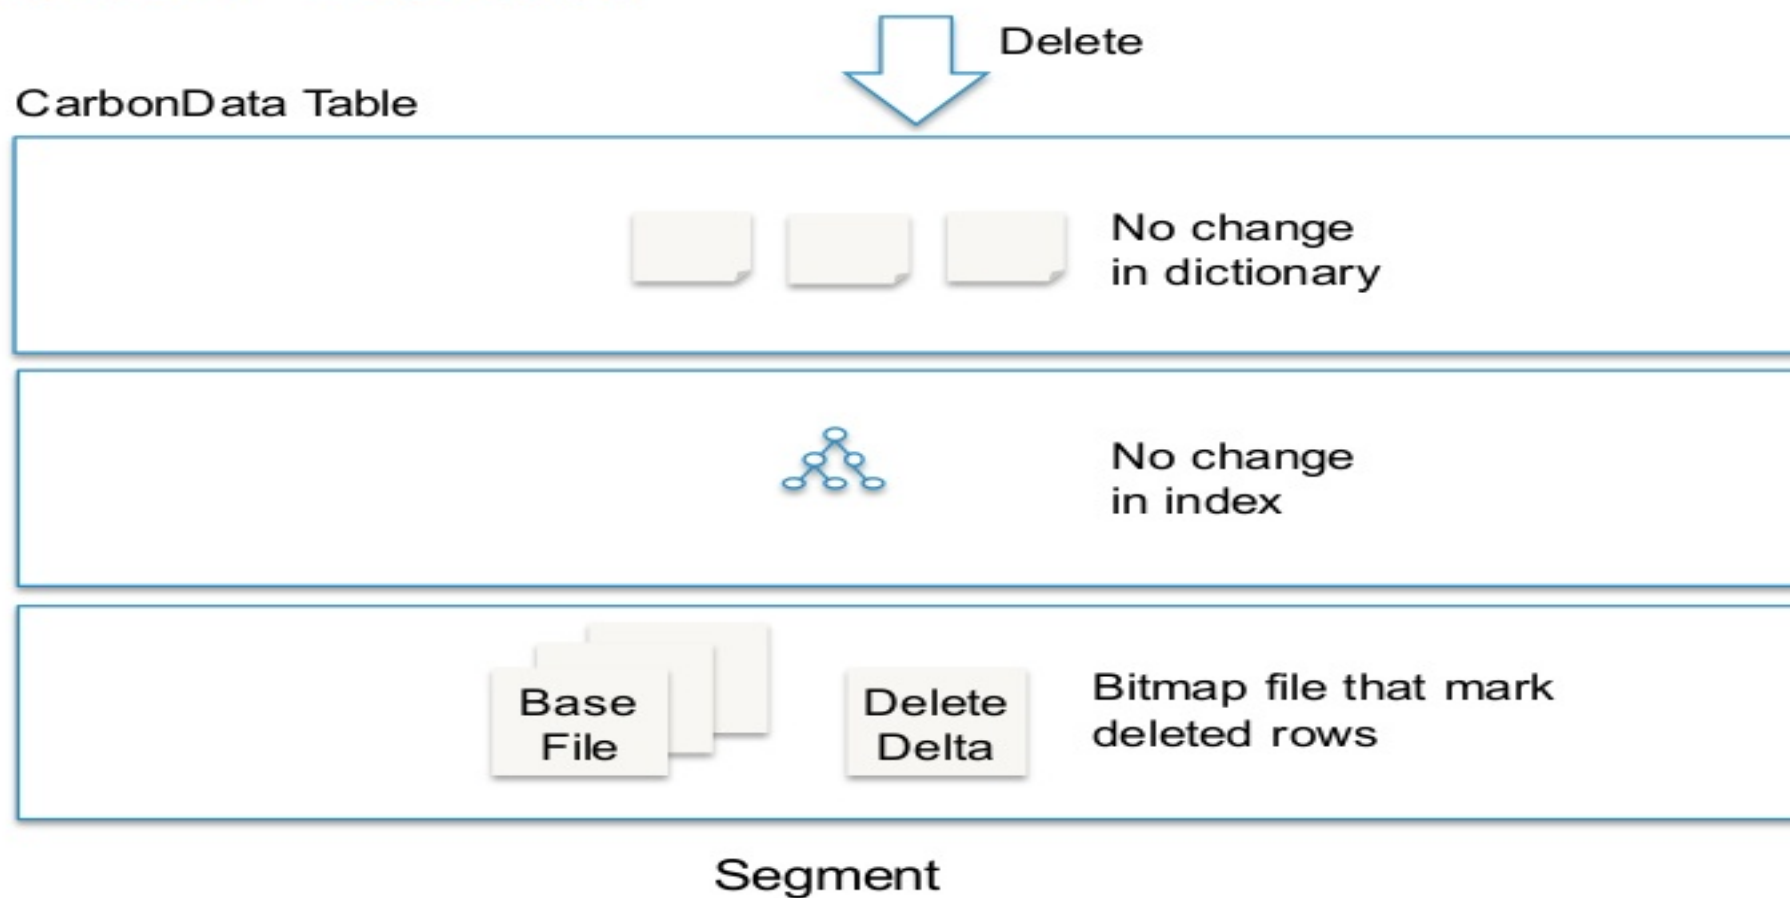 Delete
CarbonData Table
No change
in dictionary
No change
in index
Base
File
Delete
Delta
Bitmap file that mark
deleted rows
Segment